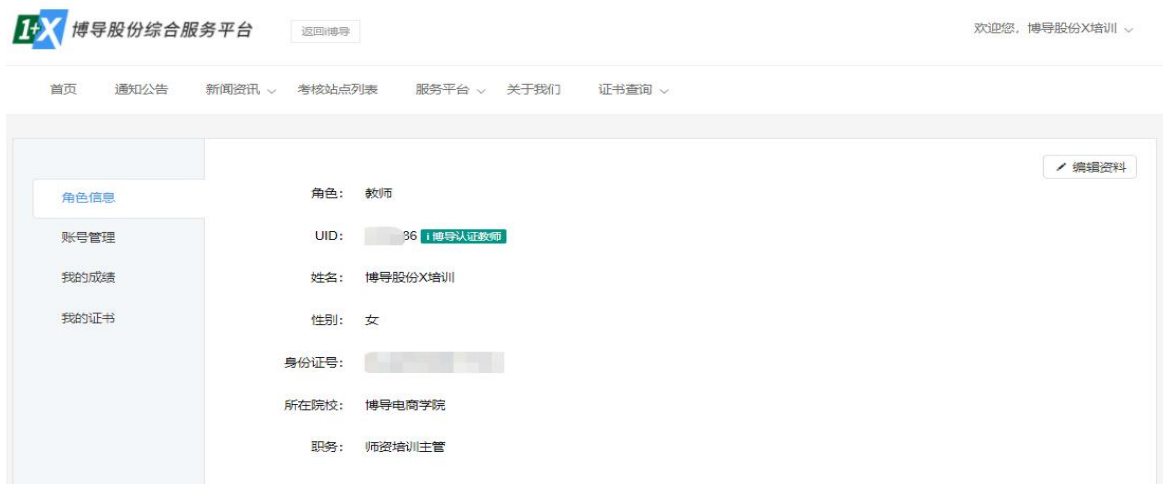 1+X 博导股份综合服务平台 返回i博导 欢迎您，博导股份X培训
首页 通知公告 新闻资讯 考核站点列表 服务平台 关于我们 证书查询
编辑资料
角色信息
账号管理
我的成绩
我的证书
角色： 教师
UID： 86 i博导认证教师
姓名： 博导股份X培训
性别： 女
身份证号：
所在院校： 博导电商学院
职务： 师资培训主管